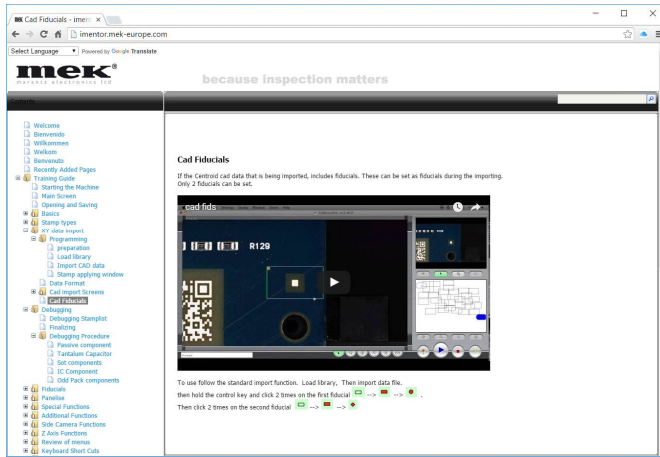 Cad Fiducials - iment
imentor.mek-europe.com
Select Language
Powered by Google Translate
mek®
marantz electronics ltd
because inspection matters
Contents
Welcome
Bienvenido
Willkommen
Welkom
Benvenuto
Recently Added Pages
Training Guide
Starting the Machine
Main Screen
Opening and Saving
Basics
Stamp types
XY data import
Programming
preparation
Load library
Import CAD data
Stamp applying window
Data Format
Cad import Screens
Cad Fiducials
Debugging
Debugging Stamplist
Finalizing
Debugging Procedure
Passive component
Tantalum Capacitor
Sot components
IC Component
Odd Pack components
Fiducials
Panelise
Special Functions
Additional Functions
Side Camera Functions
Z Axis Functions
Review of menus
Keyboard Short Cuts
Cad Fiducials
If the Centroid cad data that is being imported, includes fiducials. These can be set as fiducials during the importing.
Only 2 fiducials can be set.
cad fids
R129
To use follow the standard import function. Load library, Then import data file.
then hold the control key and click 2 times on the first fiducial --> --> .
Then click 2 times on the second fiducial --> -->